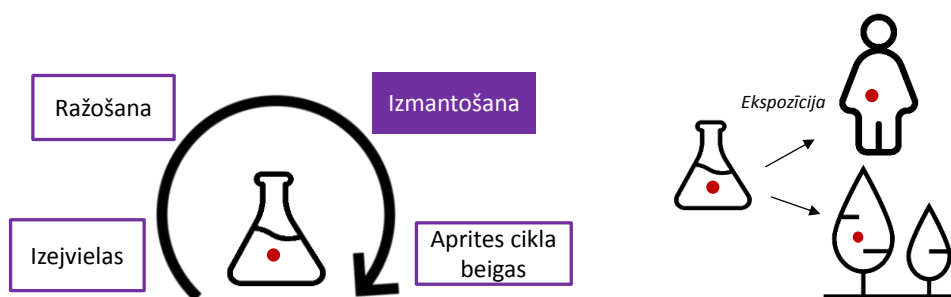 Ražošana
Izmantošana
Izejvielas
Aprites cikla
beigas
Ekspozīcija